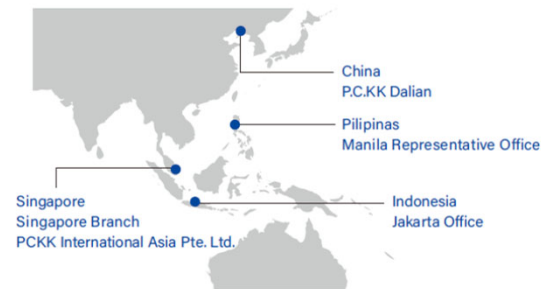 China
P.C.KK Dalian
Pilipinas
Manila Representative Office
Singapore
Singapore Branch
PCKK International Asia Pte. Ltd.
Indonesia
Jakarta Office